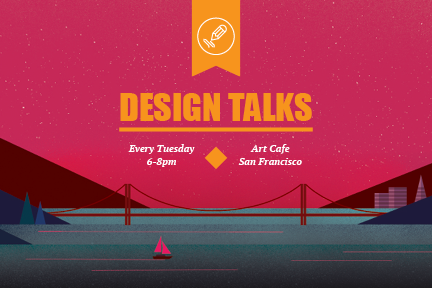 DESIGN TALKS
Every Tuesday
6-8pm
Art Cafe
San Francisco